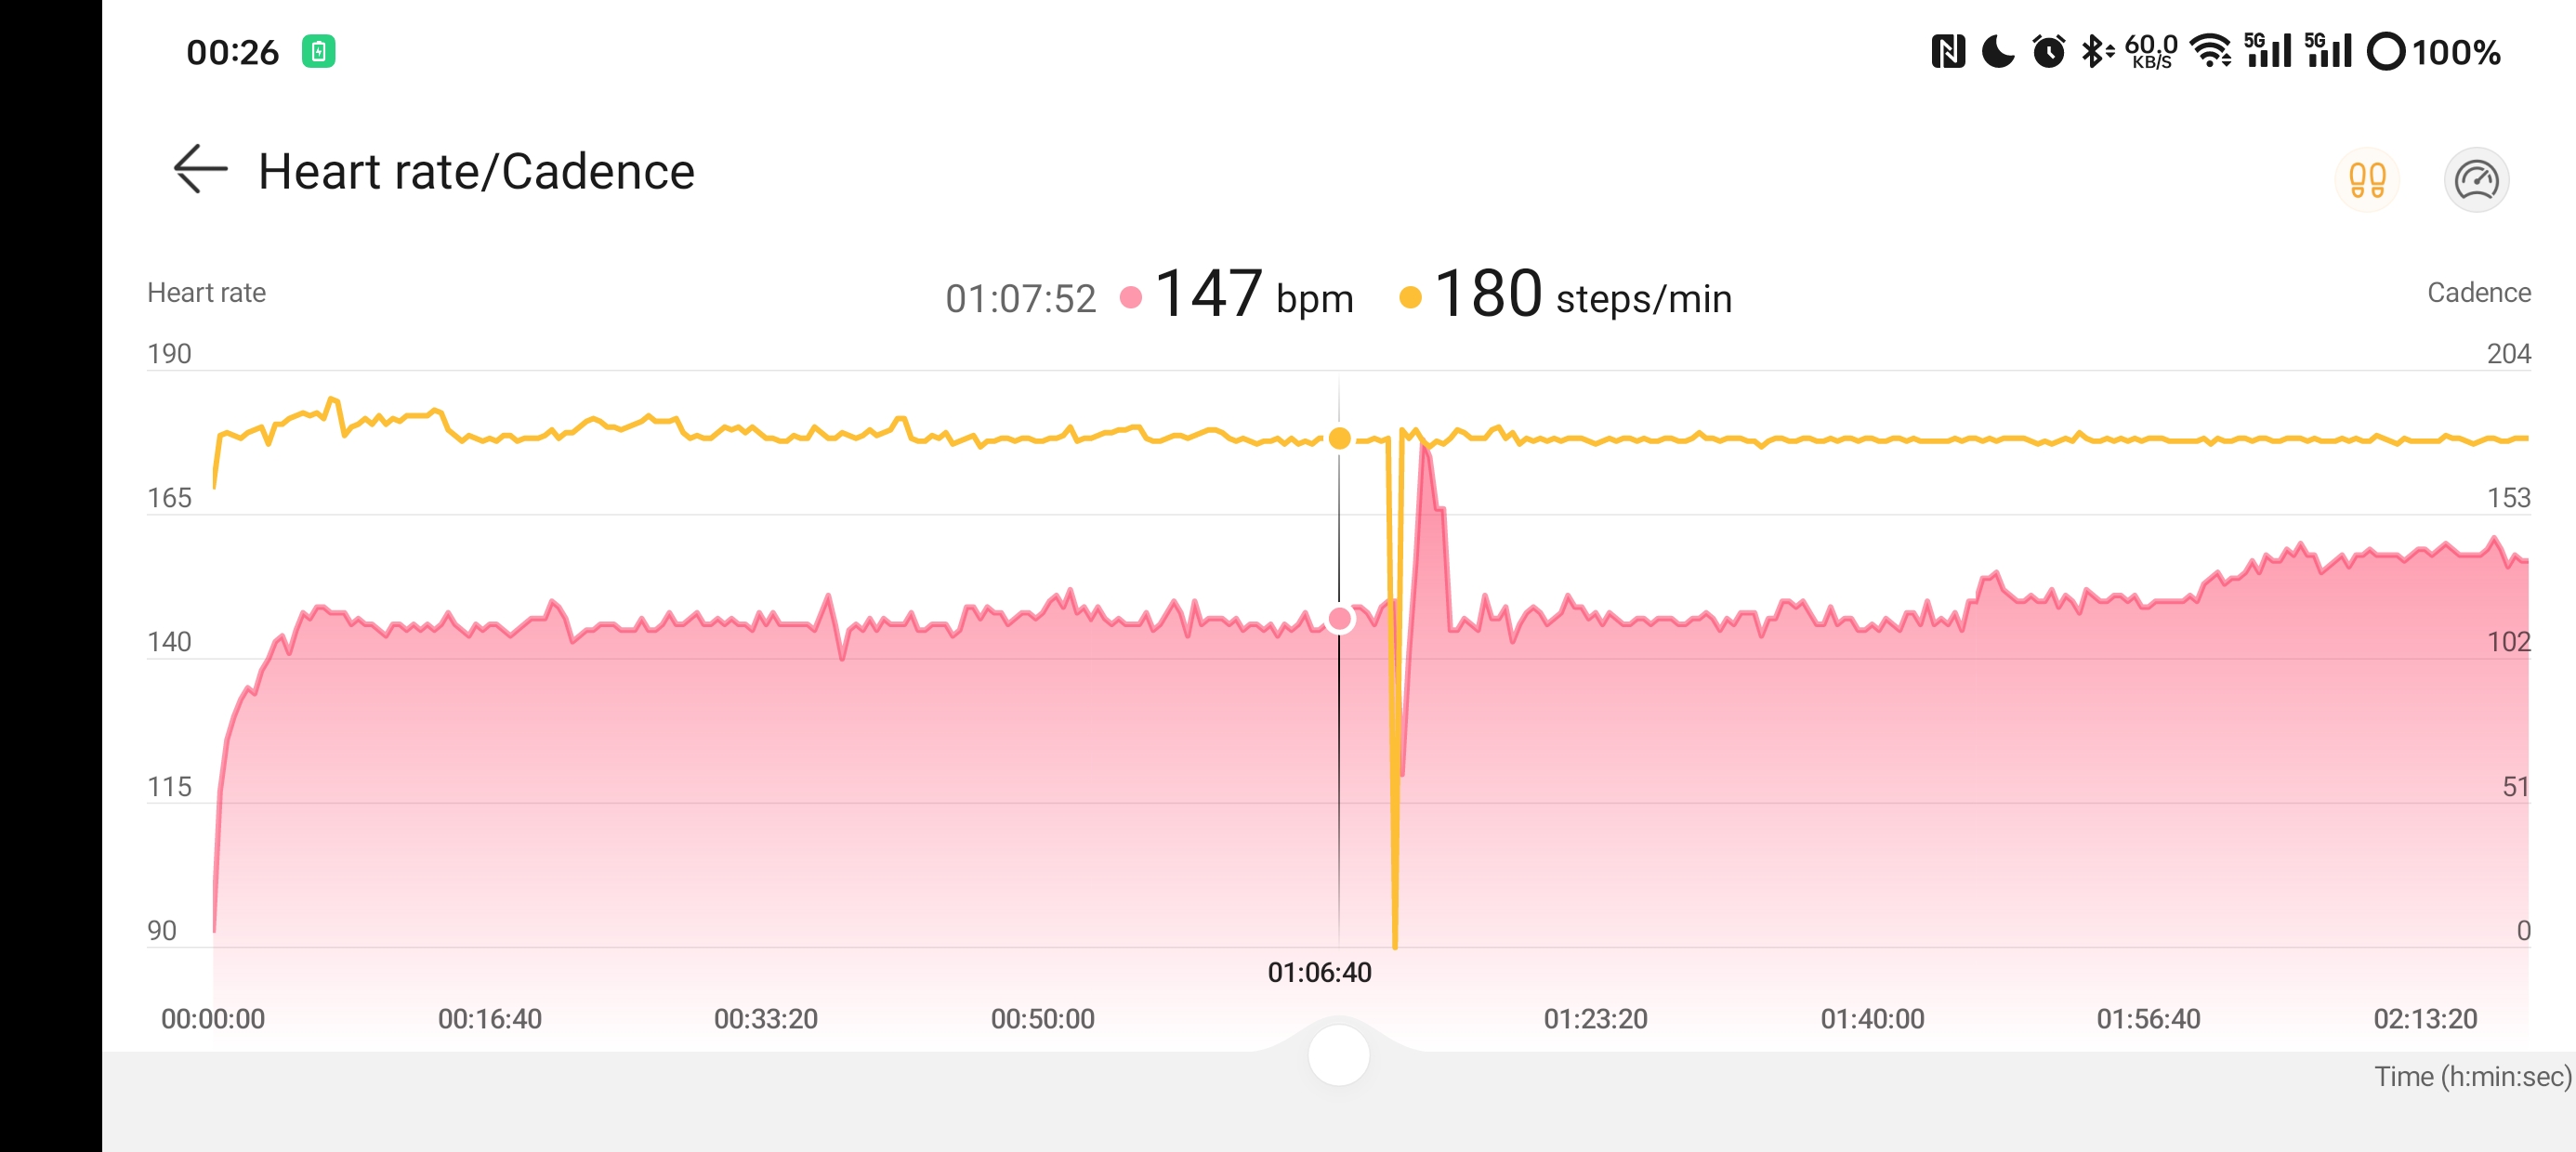 00:26 60.0 KB/S 5G 5G 100%
Heart rate/Cadence
Heart rate 01:07:52 147 bpm 180 steps/min Cadence
190 204
165 153
140 102
115 51
90 0
01:06:40
00:00:00 00:16:40 00:33:20 00:50:00 01:23:20 01:40:00 01:56:40 02:13:20
Time (h:min:sec)